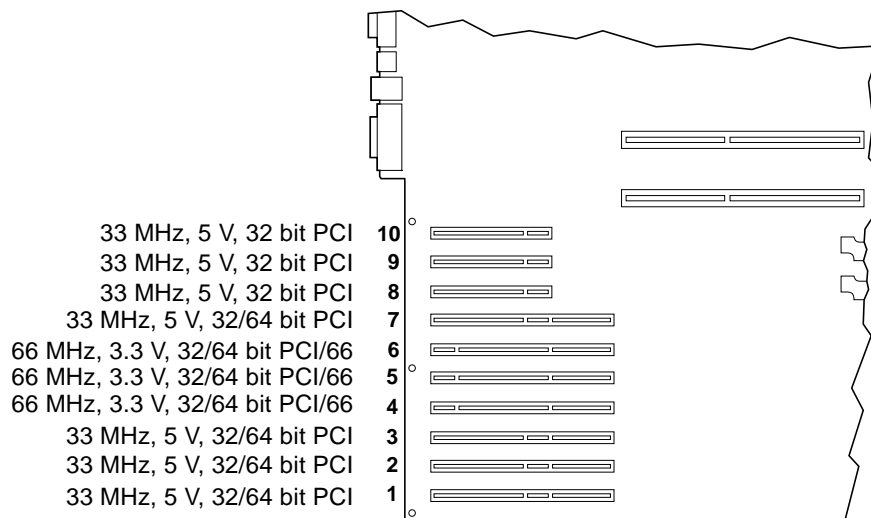 33 MHz, 5 V, 32 bit PCI 10
33 MHz, 5 V, 32 bit PCI 9
33 MHz, 5 V, 32 bit PCI 8
33 MHz, 5 V, 32/64 bit PCI 7
66 MHz, 3.3 V, 32/64 bit PCI/66 6
66 MHz, 3.3 V, 32/64 bit PCI/66 5
66 MHz, 3.3 V, 32/64 bit PCI/66 4
33 MHz, 5 V, 32/64 bit PCI 3
33 MHz, 5 V, 32/64 bit PCI 2
33 MHz, 5 V, 32/64 bit PCI 1